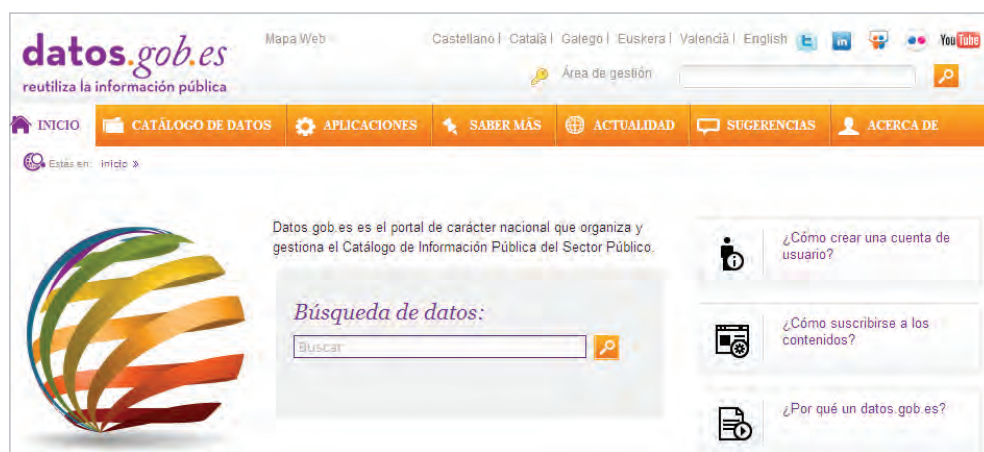 datos.gob.es
reutiliza la información pública
Mapa Web
Castellano | Català | Galego | Euskera | Valencià | English
You Tube
Área de gestión
INICIO CATÁLOGO DE DATOS APLICACIONES SABER MÁS ACTUALIDAD SUGERENCIAS ACERCA DE
Estás en: Inicio »
Datos.gob.es es el portal de carácter nacional que organiza y
gestiona el Catálogo de Información Pública del Sector Público.
Búsqueda de datos:
Buscar
¿Cómo crear una cuenta de
usuario?
¿Cómo suscribirse a los
contenidos?
¿Por qué un datos.gob.es?